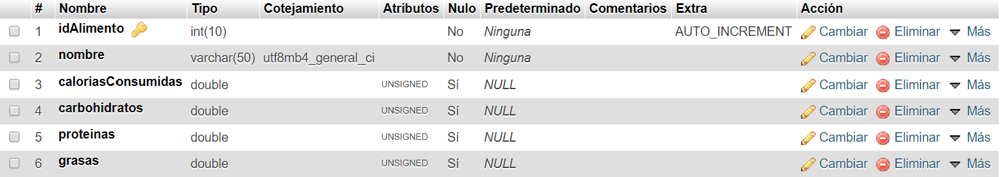 # Nombre Tipo Cotejamiento Atributos Nulo Predeterminado Comentarios Extra Acción
1 idAlimento int(10) No Ninguna AUTO_INCREMENT Cambiar Eliminar Más
2 nombre varchar(50) utf8mb4_general_ci No Ninguna Cambiar Eliminar Más
3 caloriasConsumidas double UNSIGNED Sí NULL Cambiar Eliminar Más
4 carbohidratos double UNSIGNED Sí NULL Cambiar Eliminar Más
5 proteinas double UNSIGNED Sí NULL Cambiar Eliminar Más
6 grasas double UNSIGNED Sí NULL Cambiar Eliminar Más